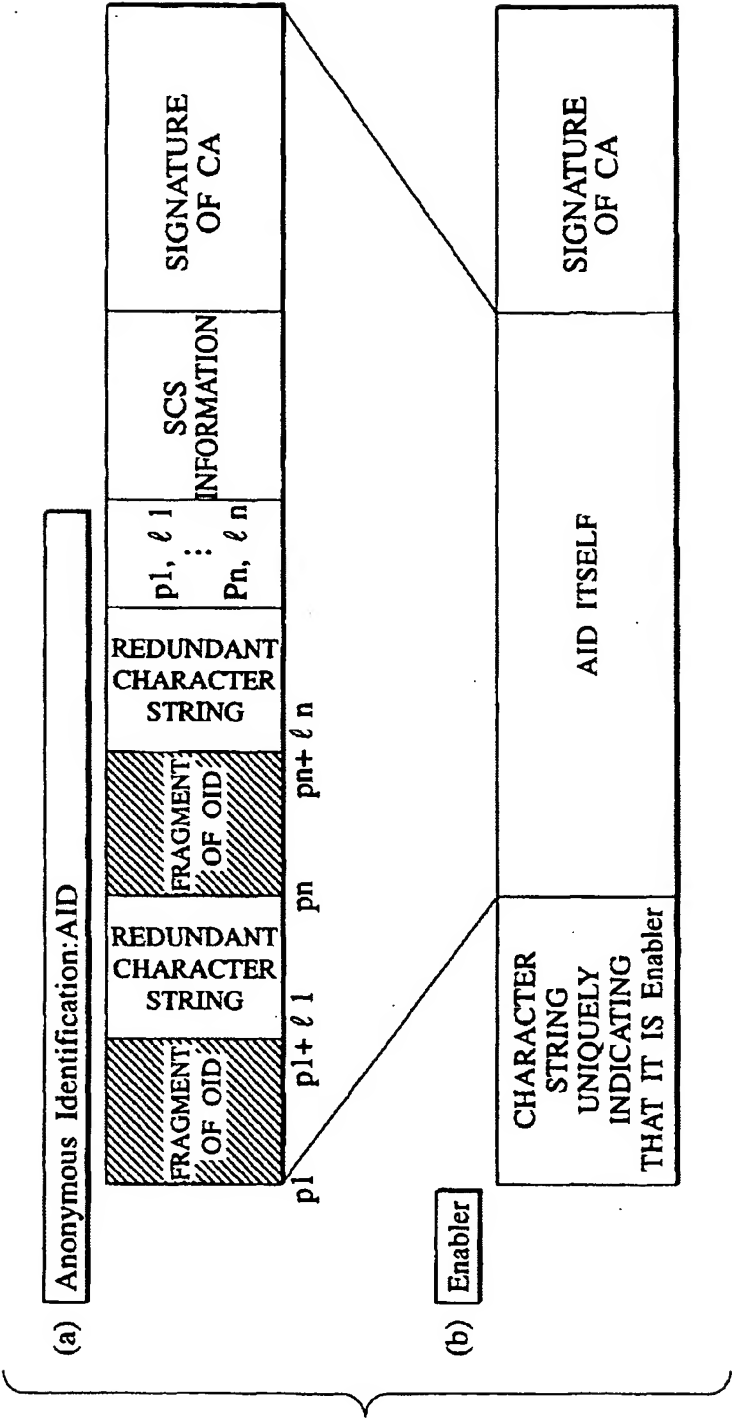 (a)
Anonymous Identification:AID
FRAGMENT
OF OID
REDUNDANT
CHARACTER
STRING
FRAGMENT
OF OID
REDUNDANT
CHARACTER
STRING
p1, ℓ 1
⋮
Pn, ℓ n
SCS
INFORMATION
SIGNATURE
OF CA
p1
p1+ ℓ 1
pn
pn+ ℓ n
(b)
Enabler
CHARACTER
STRING
UNIQUELY
INDICATING
THAT IT IS Enabler
AID ITSELF
SIGNATURE
OF CA